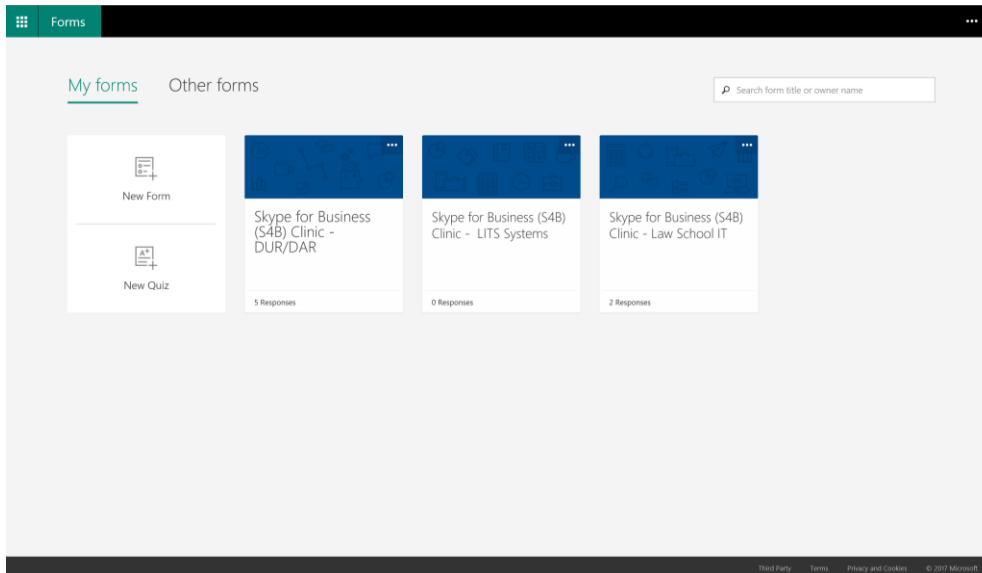 Forms
My forms
Other forms
Search form title or owner name
New Form
New Quiz
A+
Skype for Business
(S4B) Clinic -
DUR/DAR
5 Responses
Skype for Business (S4B)
Clinic - LITS Systems
0 Responses
Skype for Business (S4B)
Clinic - Law School IT
2 Responses
Third Party Terms Privacy and Cookies © 2017 Microsoft